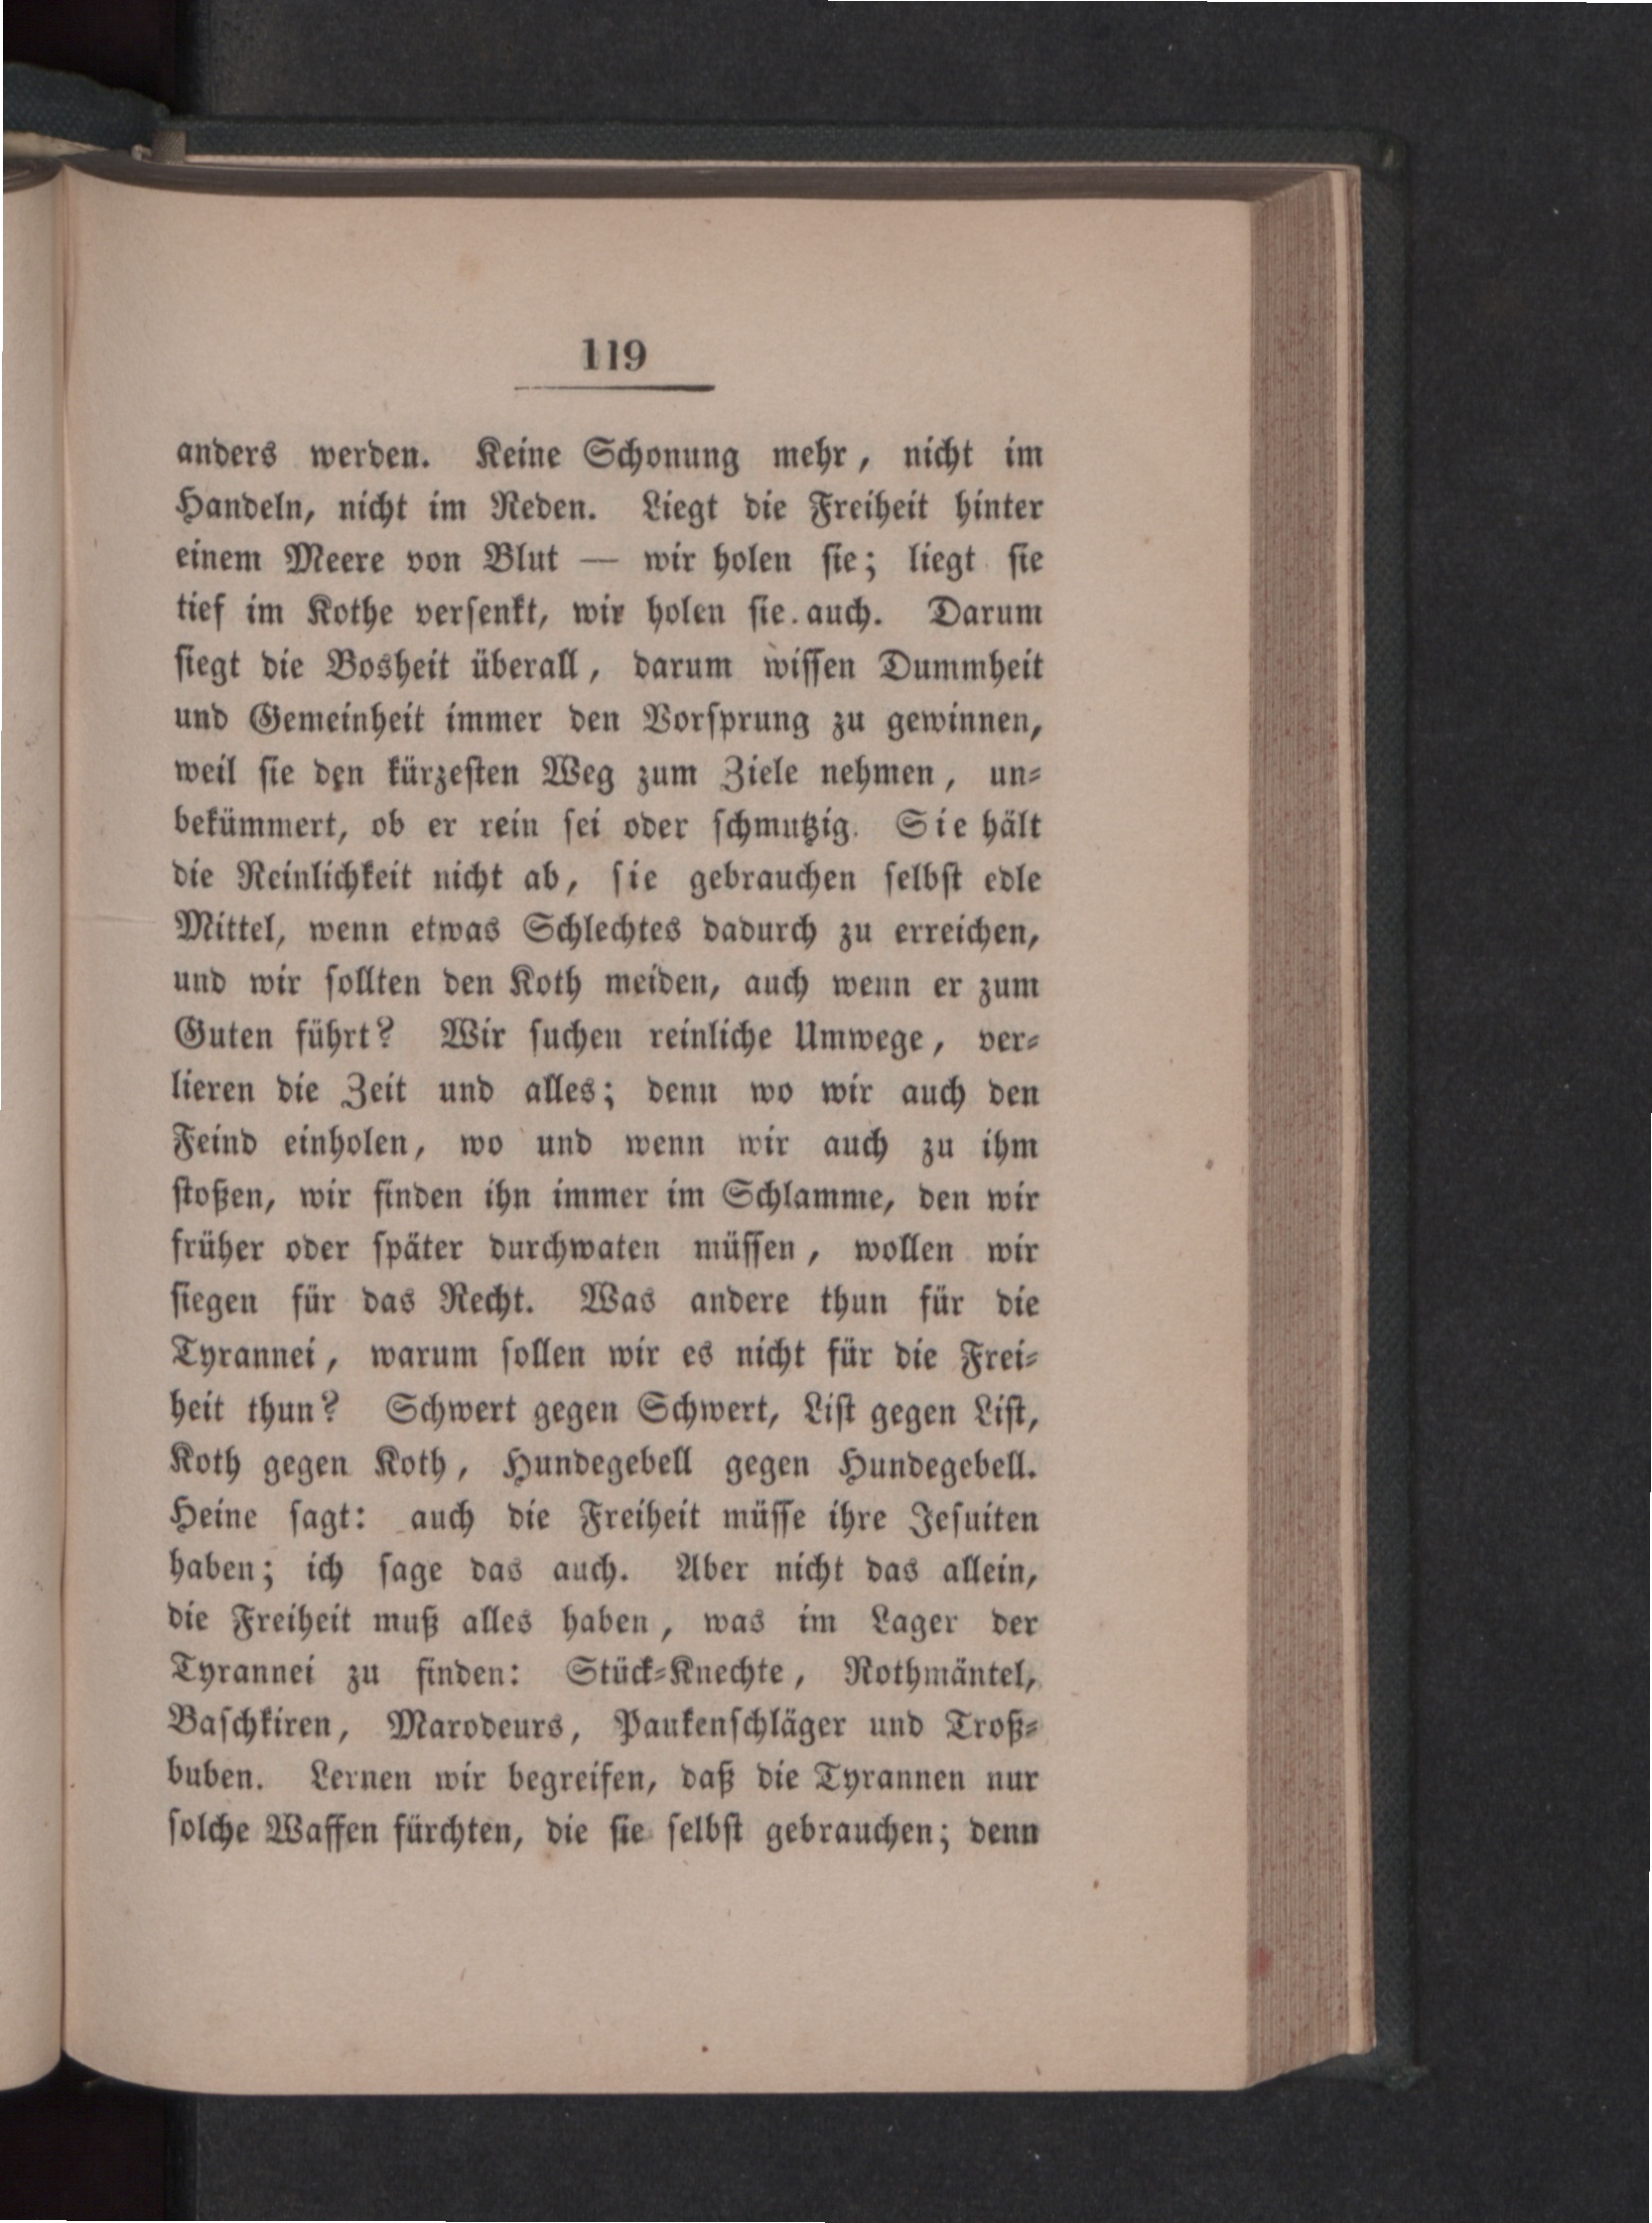 119
anders werden. Keine Schonung mehr, nicht im
Handeln, nicht im Reden. Liegt die Freiheit hinter
einem Meere von Blut — wir holen sie; liegt sie
tief im Kothe versenkt, wir holen sie auch. Darum
siegt die Bosheit überall, darum wissen Dummheit
und Gemeinheit immer den Vorsprung zu gewinnen,
weil sie den kürzesten Weg zum Ziele nehmen, un-
bekümmert, ob er rein sei oder schmutzig. Sie hält
die Reinlichkeit nicht ab, sie gebrauchen selbst edle
Mittel, wenn etwas Schlechtes dadurch zu erreichen,
und wir sollten den Koth meiden, auch wenn er zum
Guten führt? Wir suchen reinliche Umwege, ver-
lieren die Zeit und alles; denn wo wir auch den
Feind einholen, wo und wenn wir auch zu ihm
stoßen, wir finden ihn immer im Schlamme, den wir
früher oder später durchwaten müssen, wollen wir
siegen für das Recht. Was andere thun für die
Tyrannei, warum sollen wir es nicht für die Frei-
heit thun? Schwert gegen Schwert, List gegen List,
Koth gegen Koth, Hundegebell gegen Hundegebell.
Heine sagt: auch die Freiheit müsse ihre Jesuiten
haben; ich sage das auch. Aber nicht das allein,
die Freiheit muß alles haben, was im Lager der
Tyrannei zu finden: Stück-Knechte, Rothmäntel,
Baschkiren, Marodeurs, Paukenschläger und Troß-
buben. Lernen wir begreifen, daß die Tyrannen nur
solche Waffen fürchten, die sie selbst gebrauchen; denn